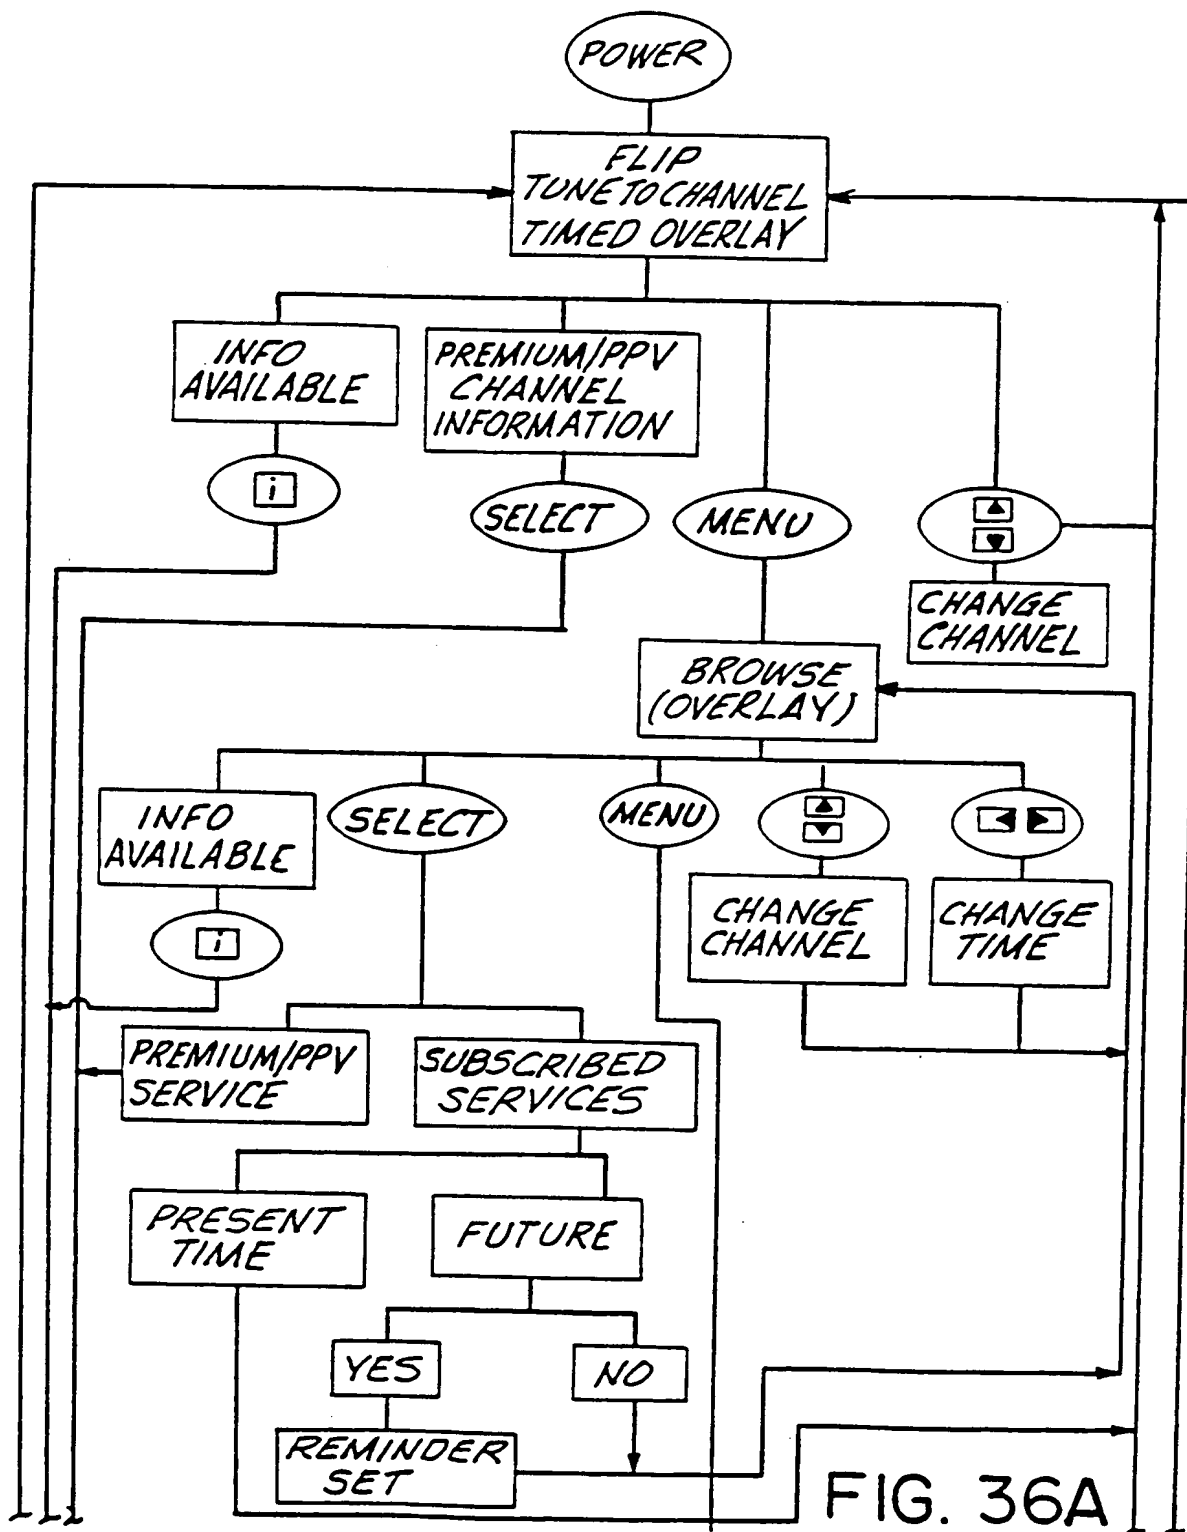 POWER
FLIP
TUNE TO CHANNEL
TIMED OVERLAY
INFO
AVAILABLE
PREMIUM/PPV
CHANNEL
INFORMATION
i
SELECT
MENU
CHANGE
CHANNEL
BROWSE
(OVERLAY)
INFO
AVAILABLE
SELECT
MENU
i
CHANGE
CHANNEL
CHANGE
TIME
PREMIUM/PPV
SERVICE
SUBSCRIBED
SERVICES
PRESENT
TIME
FUTURE
YES
NO
REMINDER
SET
FIG. 36A